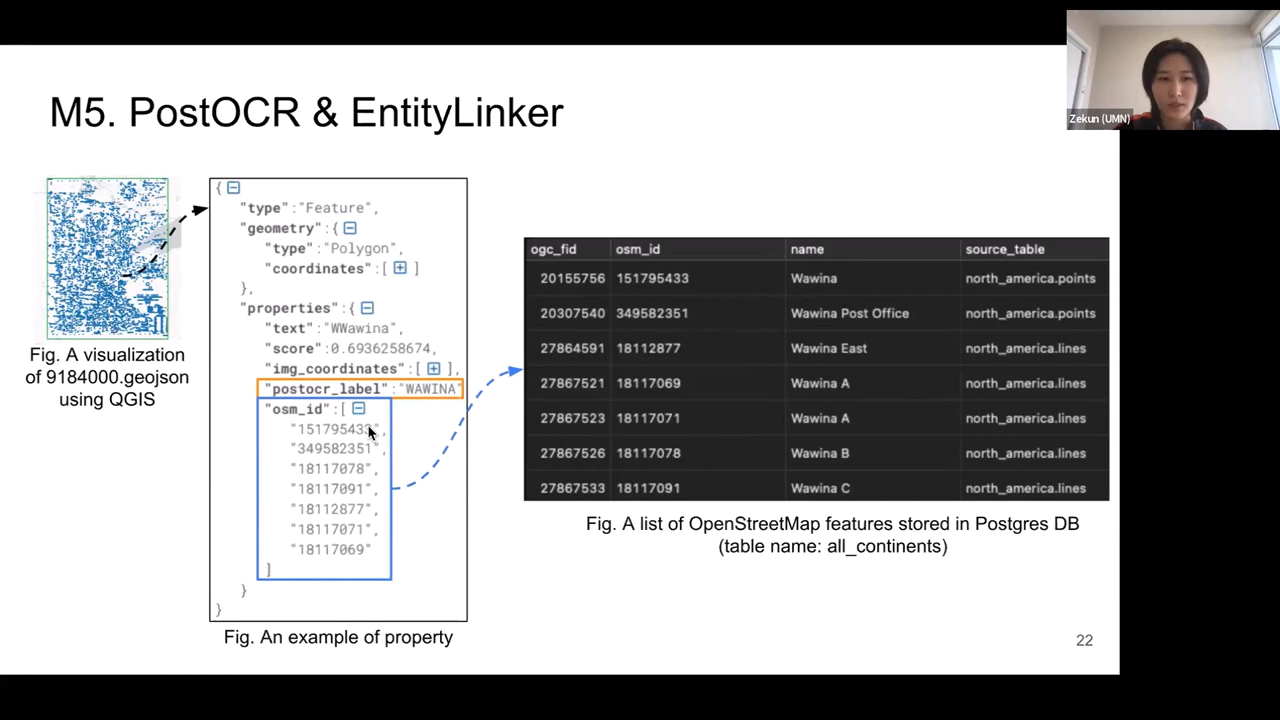 Zekun (UMN)
M5. PostOCR & EntityLinker
Fig. A visualization
of 9184000.geojson
using QGIS
{
"type":"Feature",
"geometry":{
"type":"Polygon",
"coordinates":[ ]
},
"properties":{
"text":"WWawina",
"score":0.6936258674,
"img_coordinates":[ ],
"postocr_label":"WAWINA"
"osm_id":[
"151795433",
"349582351",
"18117078",
"18117091",
"18112877",
"18117071",
"18117069"
]
}
}
Fig. An example of property
ogc_fid osm_id name source_table
20155756 151795433 Wawina north_america.points
20307540 349582351 Wawina Post Office north_america.points
27864591 18112877 Wawina East north_america.lines
27867521 18117069 Wawina A north_america.lines
27867523 18117071 Wawina A north_america.lines
27867526 18117078 Wawina B north_america.lines
27867533 18117091 Wawina C north_america.lines
Fig. A list of OpenStreetMap features stored in Postgres DB
(table name: all_continents)
22